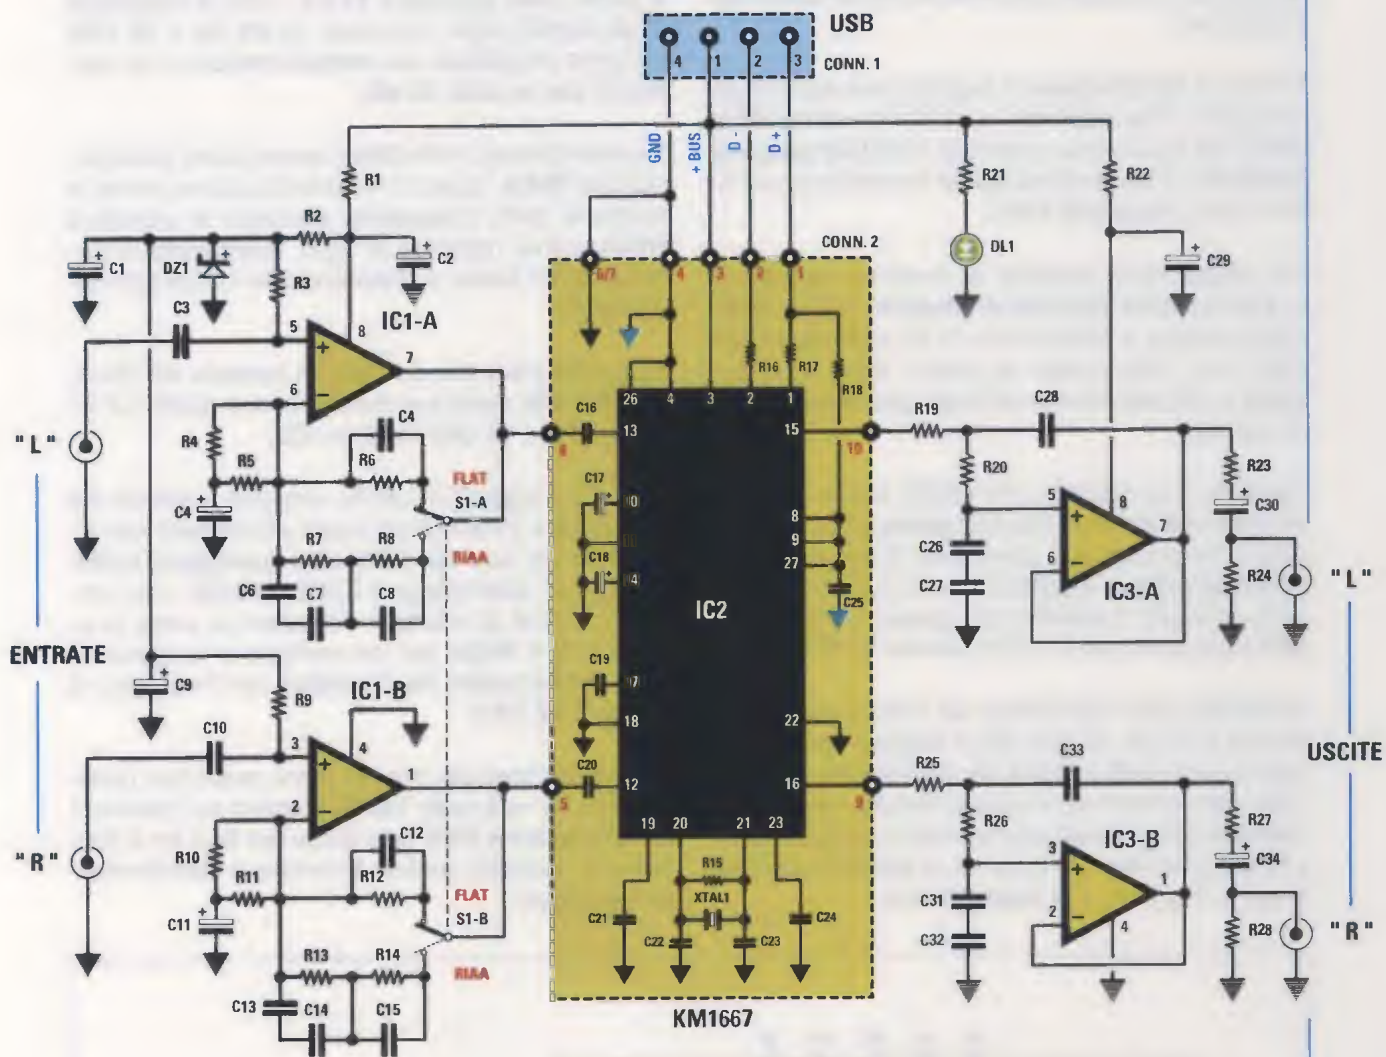 USB
4 1 2 3
CONN. 1
GND
+ BUS
D -
D +
R1
R21
R22
R2
C1
DZ1
R3
C2
CONN. 2
DL1
C29
6/7 4 3 2 1
C3
IC1-A
5
8
7
6
R16
R17
R18
26 4 3 2 1
C16
13
15
10
R19
C28
"L"
R4
R5
C4
C4
R6
FLAT
S1-A
RIAA
R7
R8
C6
C7
C8
C17
C18
8
9
27
C25
IC2
R20
5
8
7
6
C26
C27
IC3-A
R23
C30
R24
"L"
ENTRATE
USCITE
C9
R9
IC1-B
C10
3
4
1
2
C19
18
22
C20
12
16
5
9
R25
C33
"R"
R10
R11
C11
C12
R12
FLAT
S1-B
RIAA
R13
R14
C13
C14
C15
19 20 21 23
R15
XTAL1
C21
C22
C23
C24
R26
IC3-B
3
2
1
4
C31
C32
R27
C34
R28
"R"
KM1667